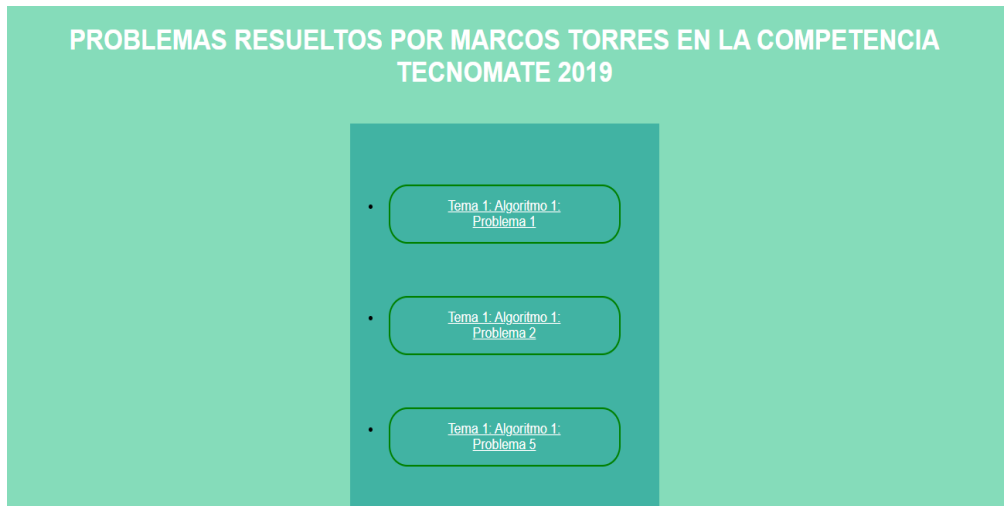 PROBLEMAS RESUELTOS POR MARCOS TORRES EN LA COMPETENCIA
TECNOMATE 2019
Tema 1: Algoritmo 1:
Problema 1
Tema 1: Algoritmo 1:
Problema 2
Tema 1: Algoritmo 1:
Problema 5